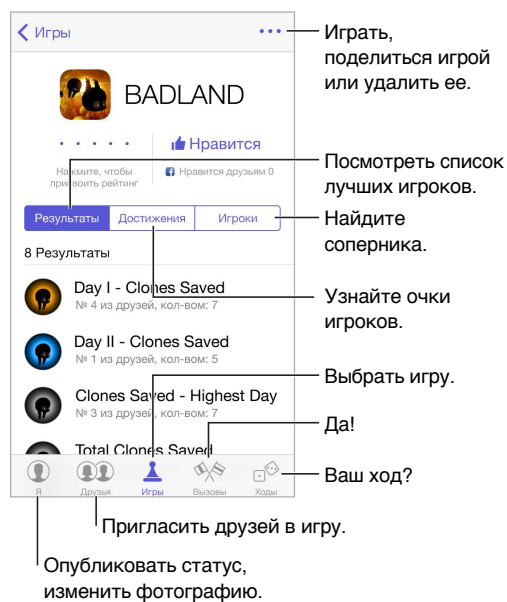 Игры
Играть,
поделиться игрой
или удалить ее.
BADLAND
Нравится
Нажмите, чтобы
присвоить рейтинг
Нравится друзьям 0
Посмотреть список
лучших игроков.
Результаты
Достижения
Игроки
Найдите
соперника.
8 Результаты
Day I - Clones Saved
№ 4 из друзей, кол-вом: 7
Узнайте очки
игроков.
Day II - Clones Saved
№ 1 из друзей, кол-вом: 5
Выбрать игру.
Clones Saved - Highest Day
№ 3 из друзей, кол-вом: 7
Да!
Total Clones Saved
Ваш ход?
Я
Друзья
Игры
Вызовы
Ходы
Пригласить друзей в игру.
Опубликовать статус,
изменить фотографию.